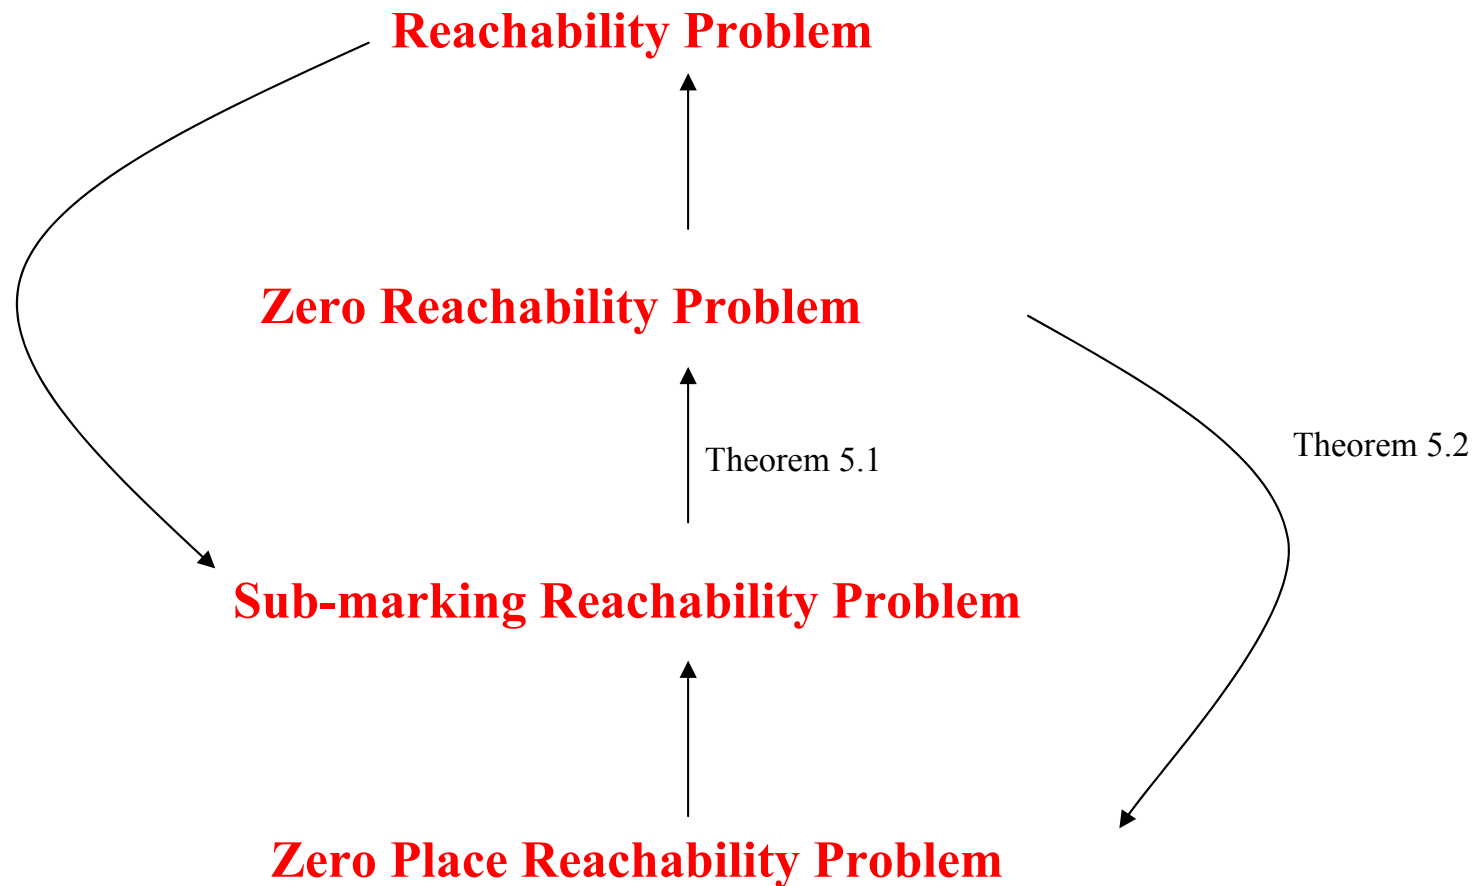 Reachability Problem
Zero Reachability Problem
Theorem 5.2
Theorem 5.1
Sub-marking Reachability Problem
Zero Place Reachability Problem